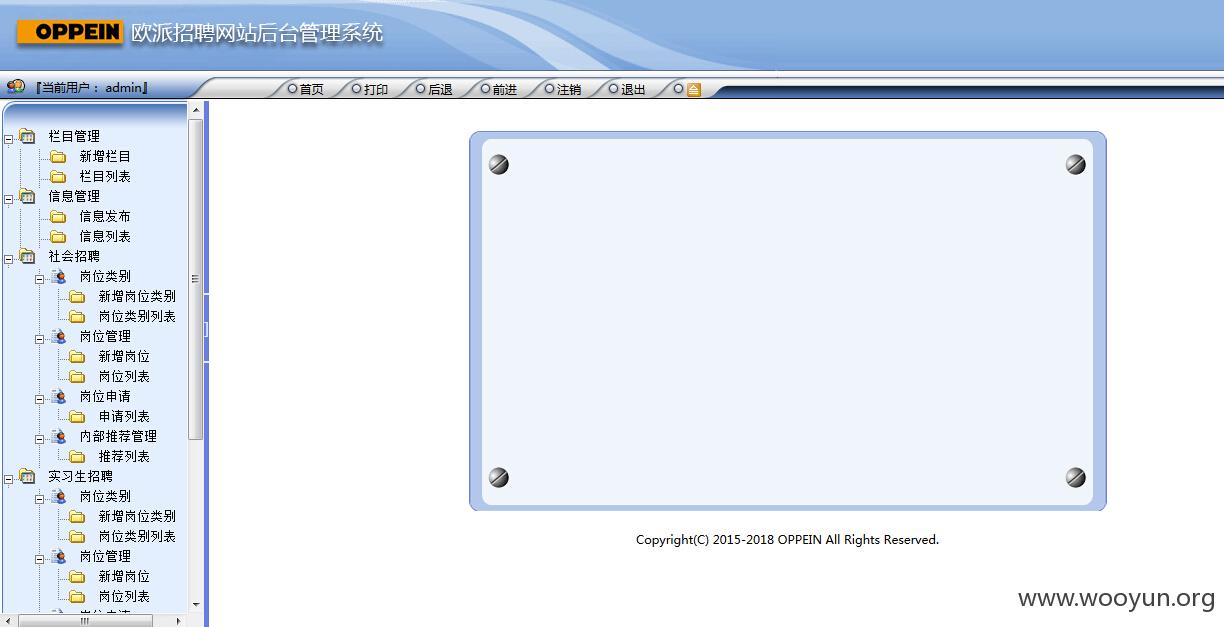 OPPEIN 欧派招聘网站后台管理系统
『当前用户: admin』 首页 打印 后退 前进 注销 退出
栏目管理
新增栏目
栏目列表
信息管理
信息发布
信息列表
社会招聘
岗位类别
新增岗位类别
岗位类别列表
岗位管理
新增岗位
岗位列表
岗位申请
申请列表
内部推荐管理
推荐列表
实习生招聘
岗位类别
新增岗位类别
岗位类别列表
岗位管理
新增岗位
岗位列表
Copyright(C) 2015-2018 OPPEIN All Rights Reserved.
www.wooyun.org